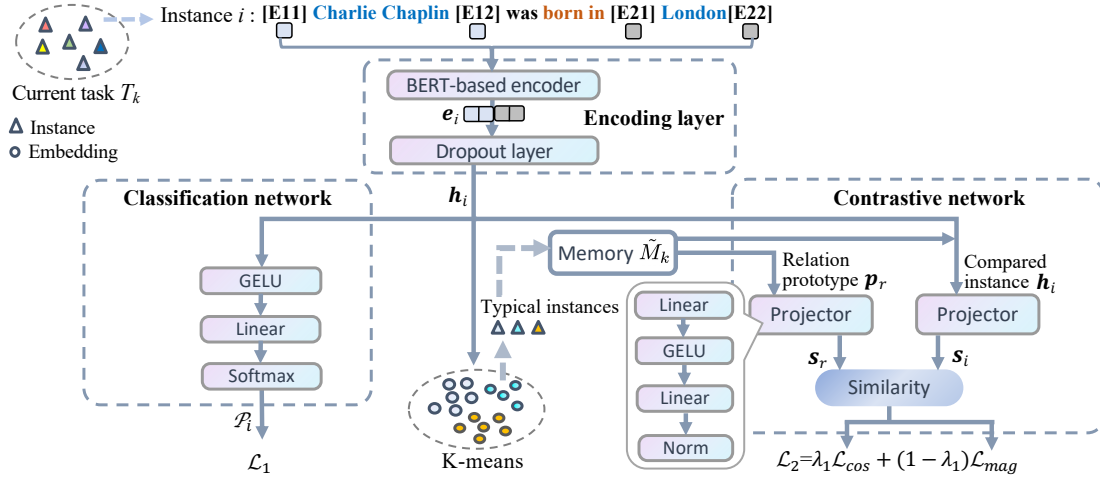 Instance i : [E11] Charlie Chaplin [E12] was born in [E21] London[E22]
Current task T_k
Instance
Embedding
BERT-based encoder
e_i
Encoding layer
Dropout layer
Classification network
h_i
Contrastive network
Memory M̃_k
GELU
Linear
Softmax
𝒫_i
ℒ_1
Typical instances
K-means
Relation
prototype p_r
Compared
instance h_i
Linear
GELU
Linear
Norm
Projector
Projector
s_r
s_i
Similarity
ℒ_2=λ_1ℒ_cos + (1 − λ_1)ℒ_mag